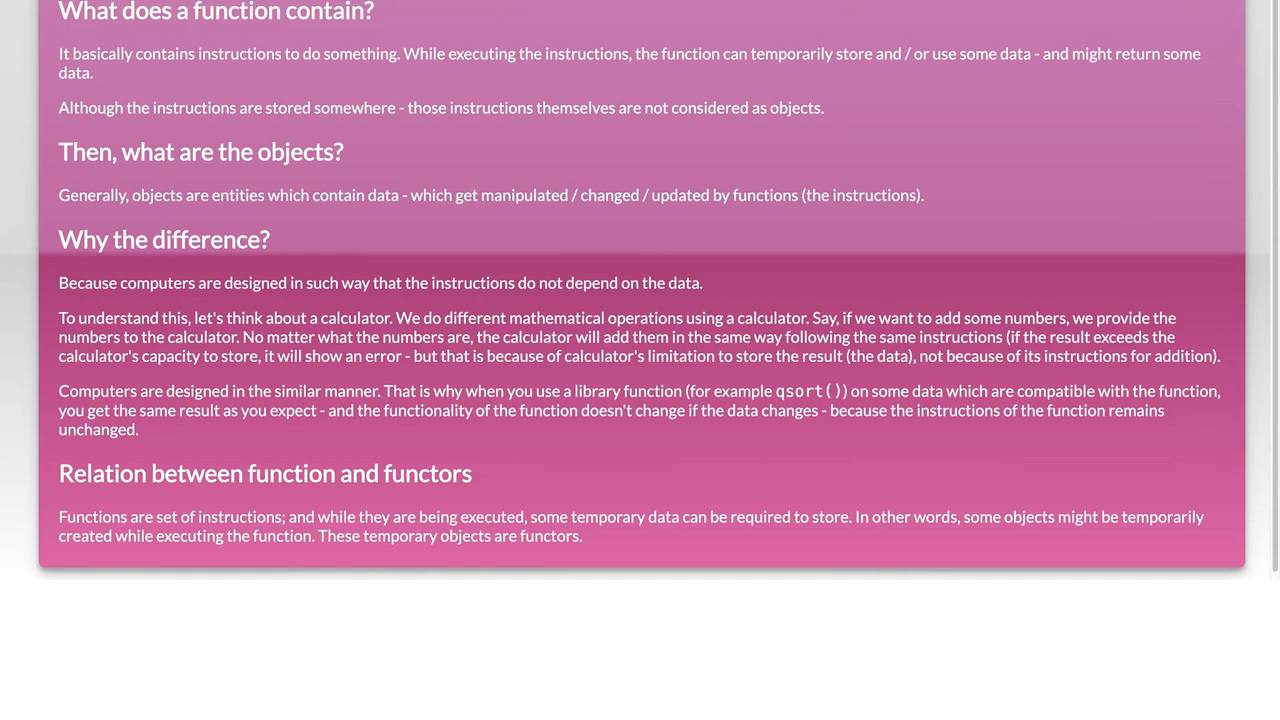 What does a function contain?
It basically contains instructions to do something. While executing the instructions, the function can temporarily store and / or use some data - and might return some
data.
Although the instructions are stored somewhere - those instructions themselves are not considered as objects.
Then, what are the objects?
Generally, objects are entities which contain data - which get manipulated / changed / updated by functions (the instructions).
Why the difference?
Because computers are designed in such way that the instructions do not depend on the data.
To understand this, let's think about a calculator. We do different mathematical operations using a calculator. Say, if we want to add some numbers, we provide the
numbers to the calculator. No matter what the numbers are, the calculator will add them in the same way following the same instructions (if the result exceeds the
calculator's capacity to store, it will show an error - but that is because of calculator's limitation to store the result (the data), not because of its instructions for addition).
Computers are designed in the similar manner. That is why when you use a library function (for example qsort()) on some data which are compatible with the function,
you get the same result as you expect - and the functionality of the function doesn't change if the data changes - because the instructions of the function remains
unchanged.
Relation between function and functors
Functions are set of instructions; and while they are being executed, some temporary data can be required to store. In other words, some objects might be temporarily
created while executing the function. These temporary objects are functors.